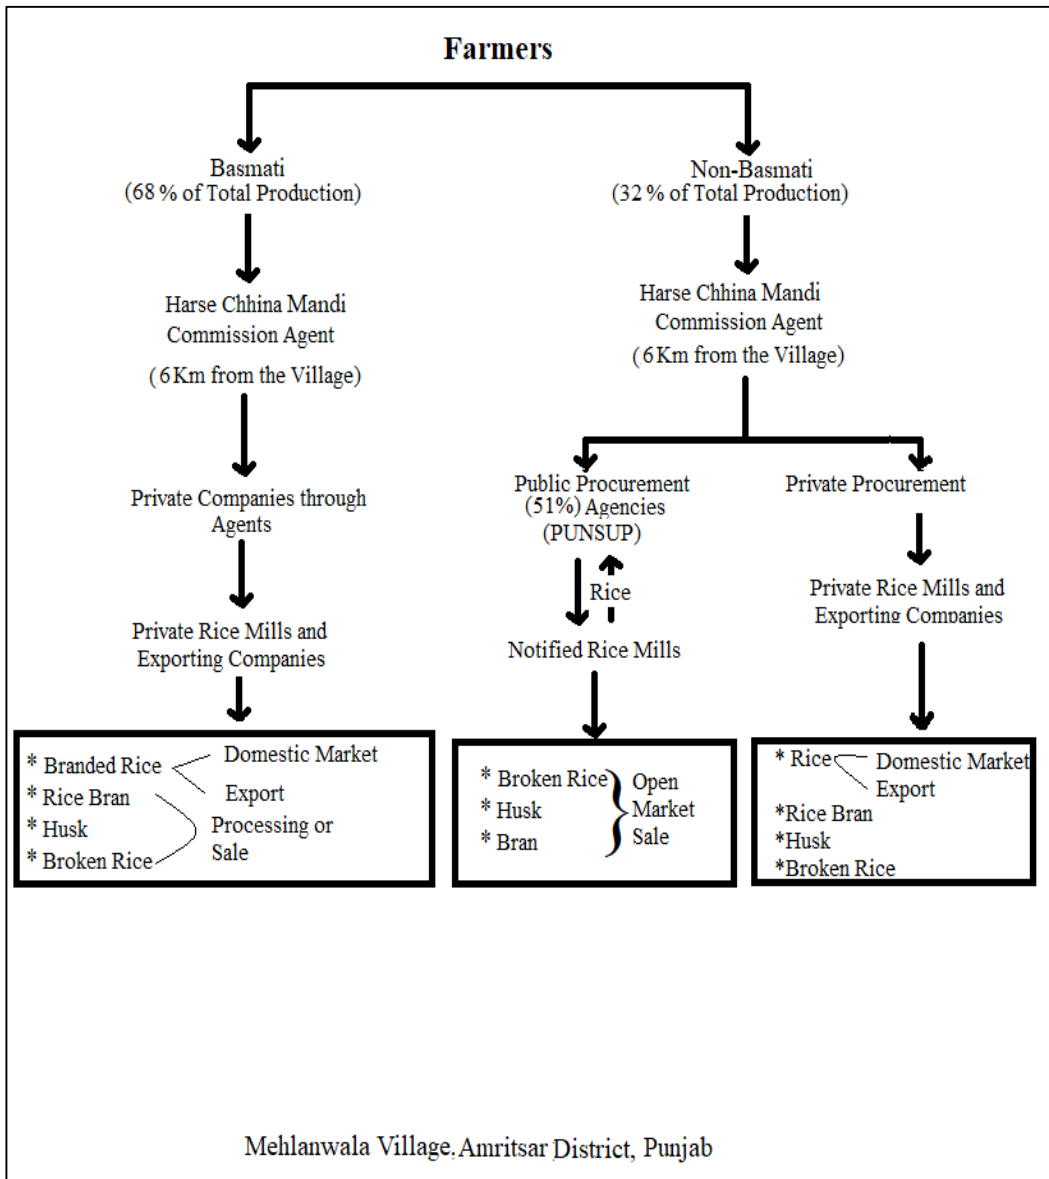 Farmers
Basmati
(68 % of Total Production)
Harse Chhina Mandi
Commission Agent
(6Km from the Village)
Private Companies through
Agents
Private Rice Mills and
Exporting Companies
* Branded Rice
Domestic Market
Export
* Rice Bran
* Husk
* Broken Rice
Processing or
Sale
Non-Basmati
(32 % of Total Production)
Harse Chhina Mandi
Commission Agent
(6Km from the Village)
Public Procurement
(51%) Agencies
(PUNSUP)
Rice
Notified Rice Mills
* Broken Rice
* Husk
* Bran
Open
Market
Sale
Private Procurement
Private Rice Mills and
Exporting Companies
* Rice
Domestic Market
Export
*Rice Bran
*Husk
*Broken Rice
Mehlanwala Village, Amritsar District, Punjab